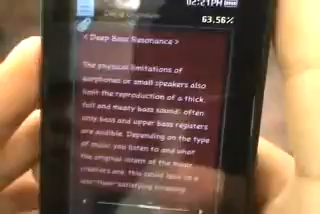 02:21PM
63.56%
< Deep Bass Resonance >
The physical limitations of
earphones or small speakers also
limit the reproduction of a thick,
full and meaty bass sound; often
only bass and upper bass registers
are audible. Depending on the type
of music you listen to and what
the original intent of the music
creators are, this could lead to a
satisfying listening